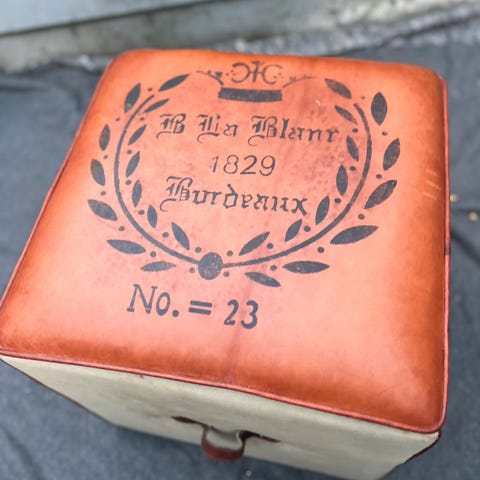 B La Blanc
1829
Bordeaux
No. = 23